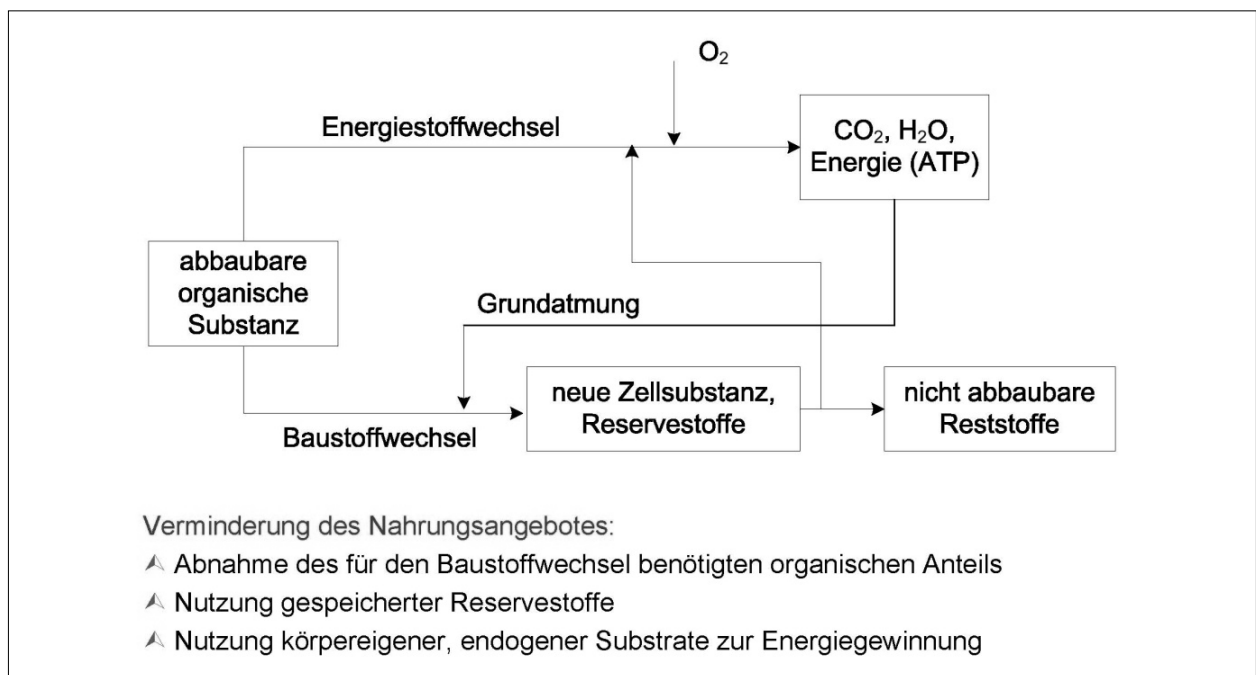 O₂
Energiestoffwechsel
CO₂, H₂O,
Energie (ATP)
abbaubare
organische
Substanz
Grundatmung
neue Zellsubstanz,
Reservestoffe
nicht abbaubare
Reststoffe
Baustoffwechsel
Verminderung des Nahrungsangebotes:
Abnahme des für den Baustoffwechsel benötigten organischen Anteils
Nutzung gespeicherter Reservestoffe
Nutzung körpereigener, endogener Substrate zur Energiegewinnung